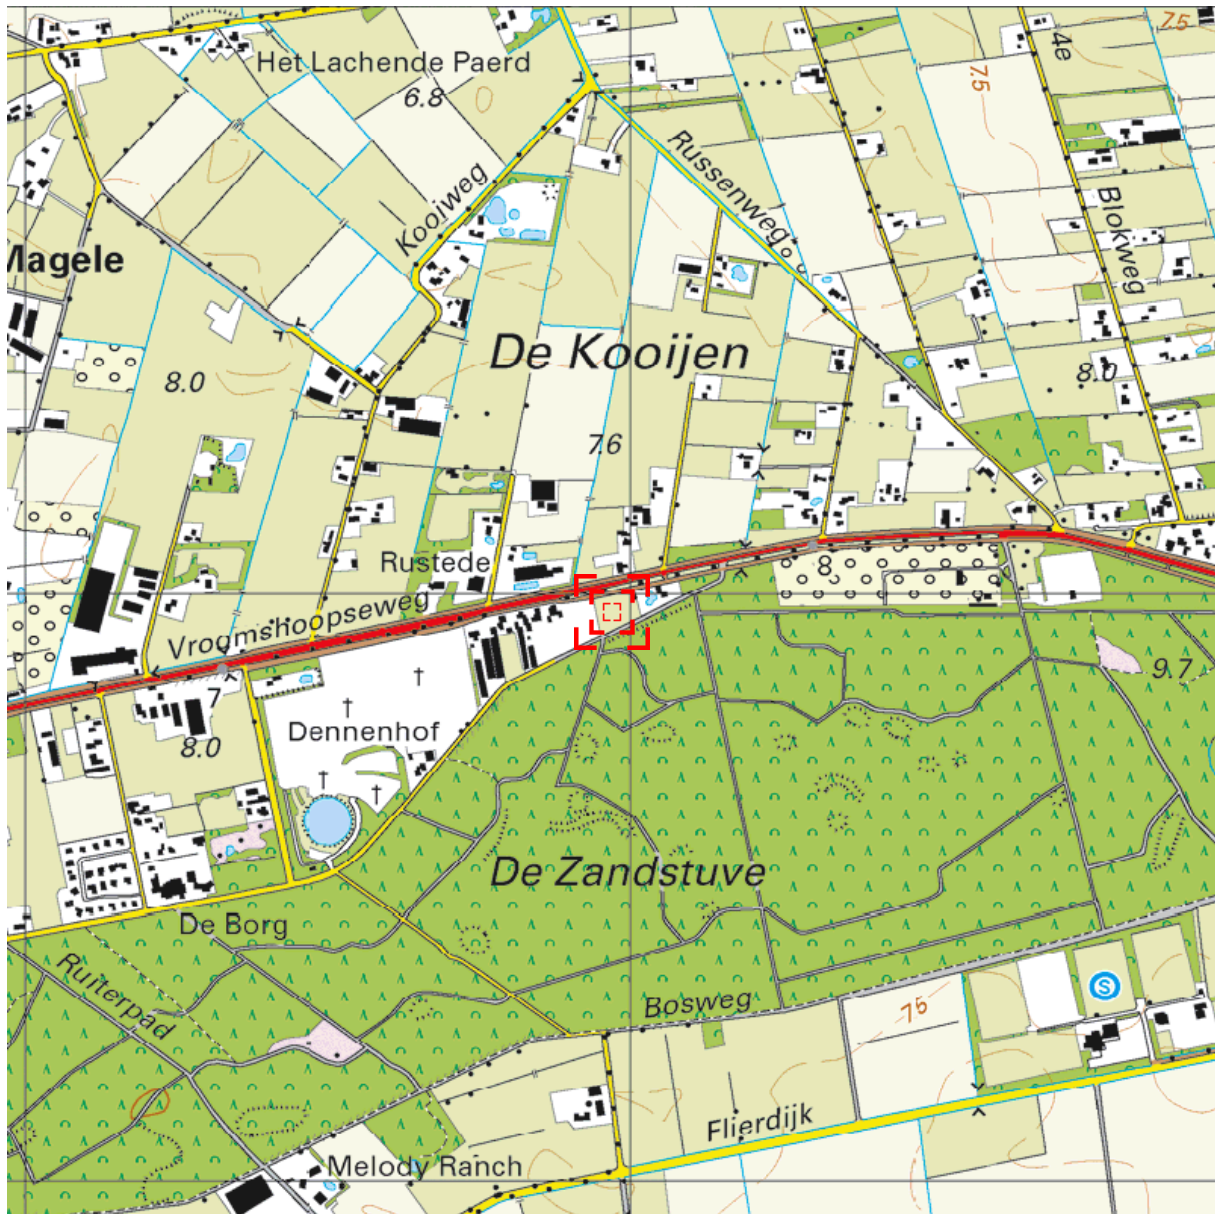 7.5
4e
Het Lachende Paerd
7.5
6.8
Russenweg
Kooiweg
Blokweg
Magele
De Kooijen
8.0
8.0
7.6
Rustede
8
Vroomshoopseweg
9.7
7
Dennenhof
8.0
De Zandstuve
De Borg
Ruiterpad
S
Bosweg
7.5
Flierdijk
Melody Ranch